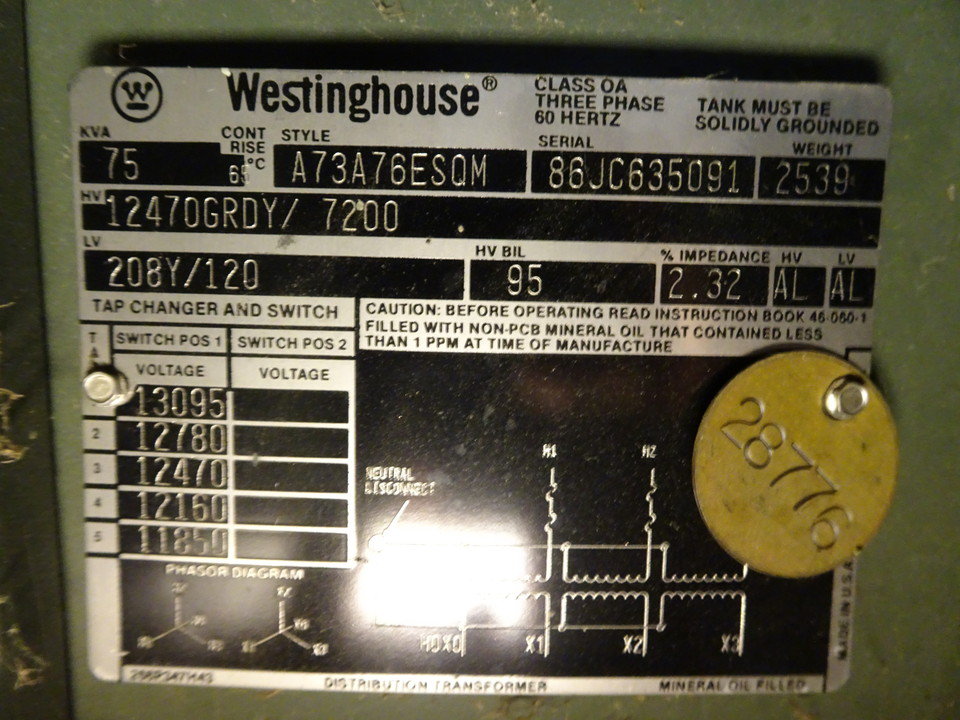 W Westinghouse®
CLASS OA
THREE PHASE
60 HERTZ
TANK MUST BE
SOLIDLY GROUNDED
KVA 75
CONT RISE 65°C
STYLE A73A76ESQM
SERIAL 86JC635091
WEIGHT 2539
HV 12470GRDY/ 7200
LV 208Y/120
HV BIL 95
% IMPEDANCE 2.32
HV AL
LV AL
TAP CHANGER AND SWITCH
CAUTION: BEFORE OPERATING READ INSTRUCTION BOOK 46-060-1
FILLED WITH NON-PCB MINERAL OIL THAT CONTAINED LESS
THAN 1 PPM AT TIME OF MANUFACTURE
SWITCH POS 1 SWITCH POS 2
VOLTAGE VOLTAGE
13095
2 12780
3 12470
4 12160
5 11850
NEUTRAL
DISCONNECT
H1 H2
28776
PHASOR DIAGRAM
H0X0 X1 X2 X3
MADE IN U.S.A.
DISTRIBUTION TRANSFORMER
MINERAL OIL FILLED